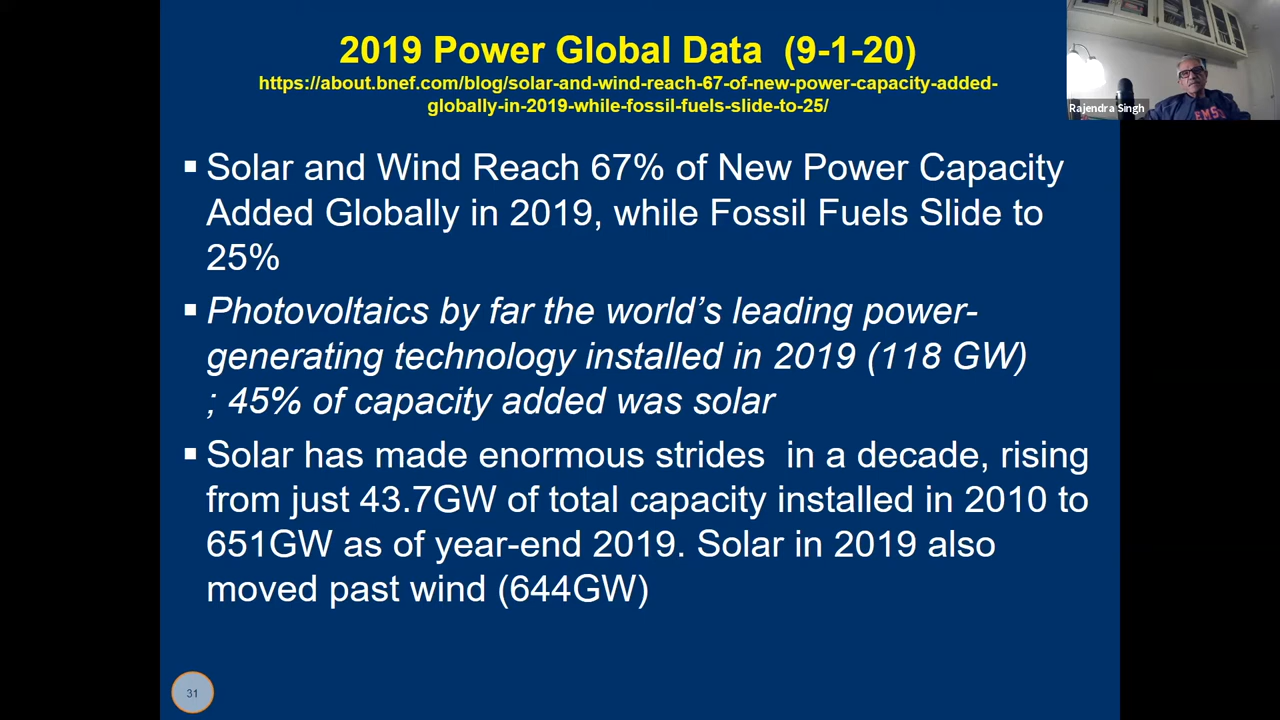 2019 Power Global Data (9-1-20)
https://about.bnef.com/blog/solar-and-wind-reach-67-of-new-power-capacity-added-
globally-in-2019-while-fossil-fuels-slide-to-25/
Rajendra Singh
▪ Solar and Wind Reach 67% of New Power Capacity
Added Globally in 2019, while Fossil Fuels Slide to
25%
▪ Photovoltaics by far the world’s leading power-
generating technology installed in 2019 (118 GW)
; 45% of capacity added was solar
▪ Solar has made enormous strides in a decade, rising
from just 43.7GW of total capacity installed in 2010 to
651GW as of year-end 2019. Solar in 2019 also
moved past wind (644GW)
31